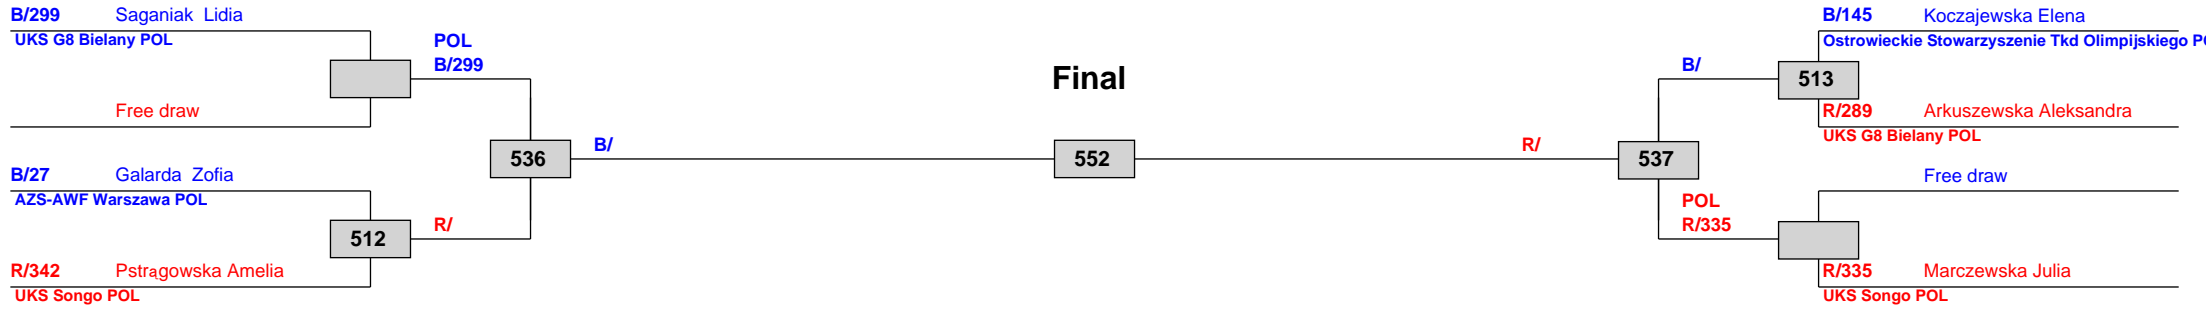 B/299 Saganiak Lidia
UKS G8 Bielany POL
POL
B/299
Free draw
536
B/
B/27 Galarda Zofia
AZS-AWF Warszawa POL
512
R/
R/342 Pstrągowska Amelia
UKS Songo POL
Final
552
R/
537
B/
B/145 Koczajewska Elena
Ostrowieckie Stowarzyszenie Tkd Olimpijskiego
513
R/289 Arkuszewska Aleksandra
UKS G8 Bielany POL
Free draw
POL
R/335
R/335 Marczewska Julia
UKS Songo POL